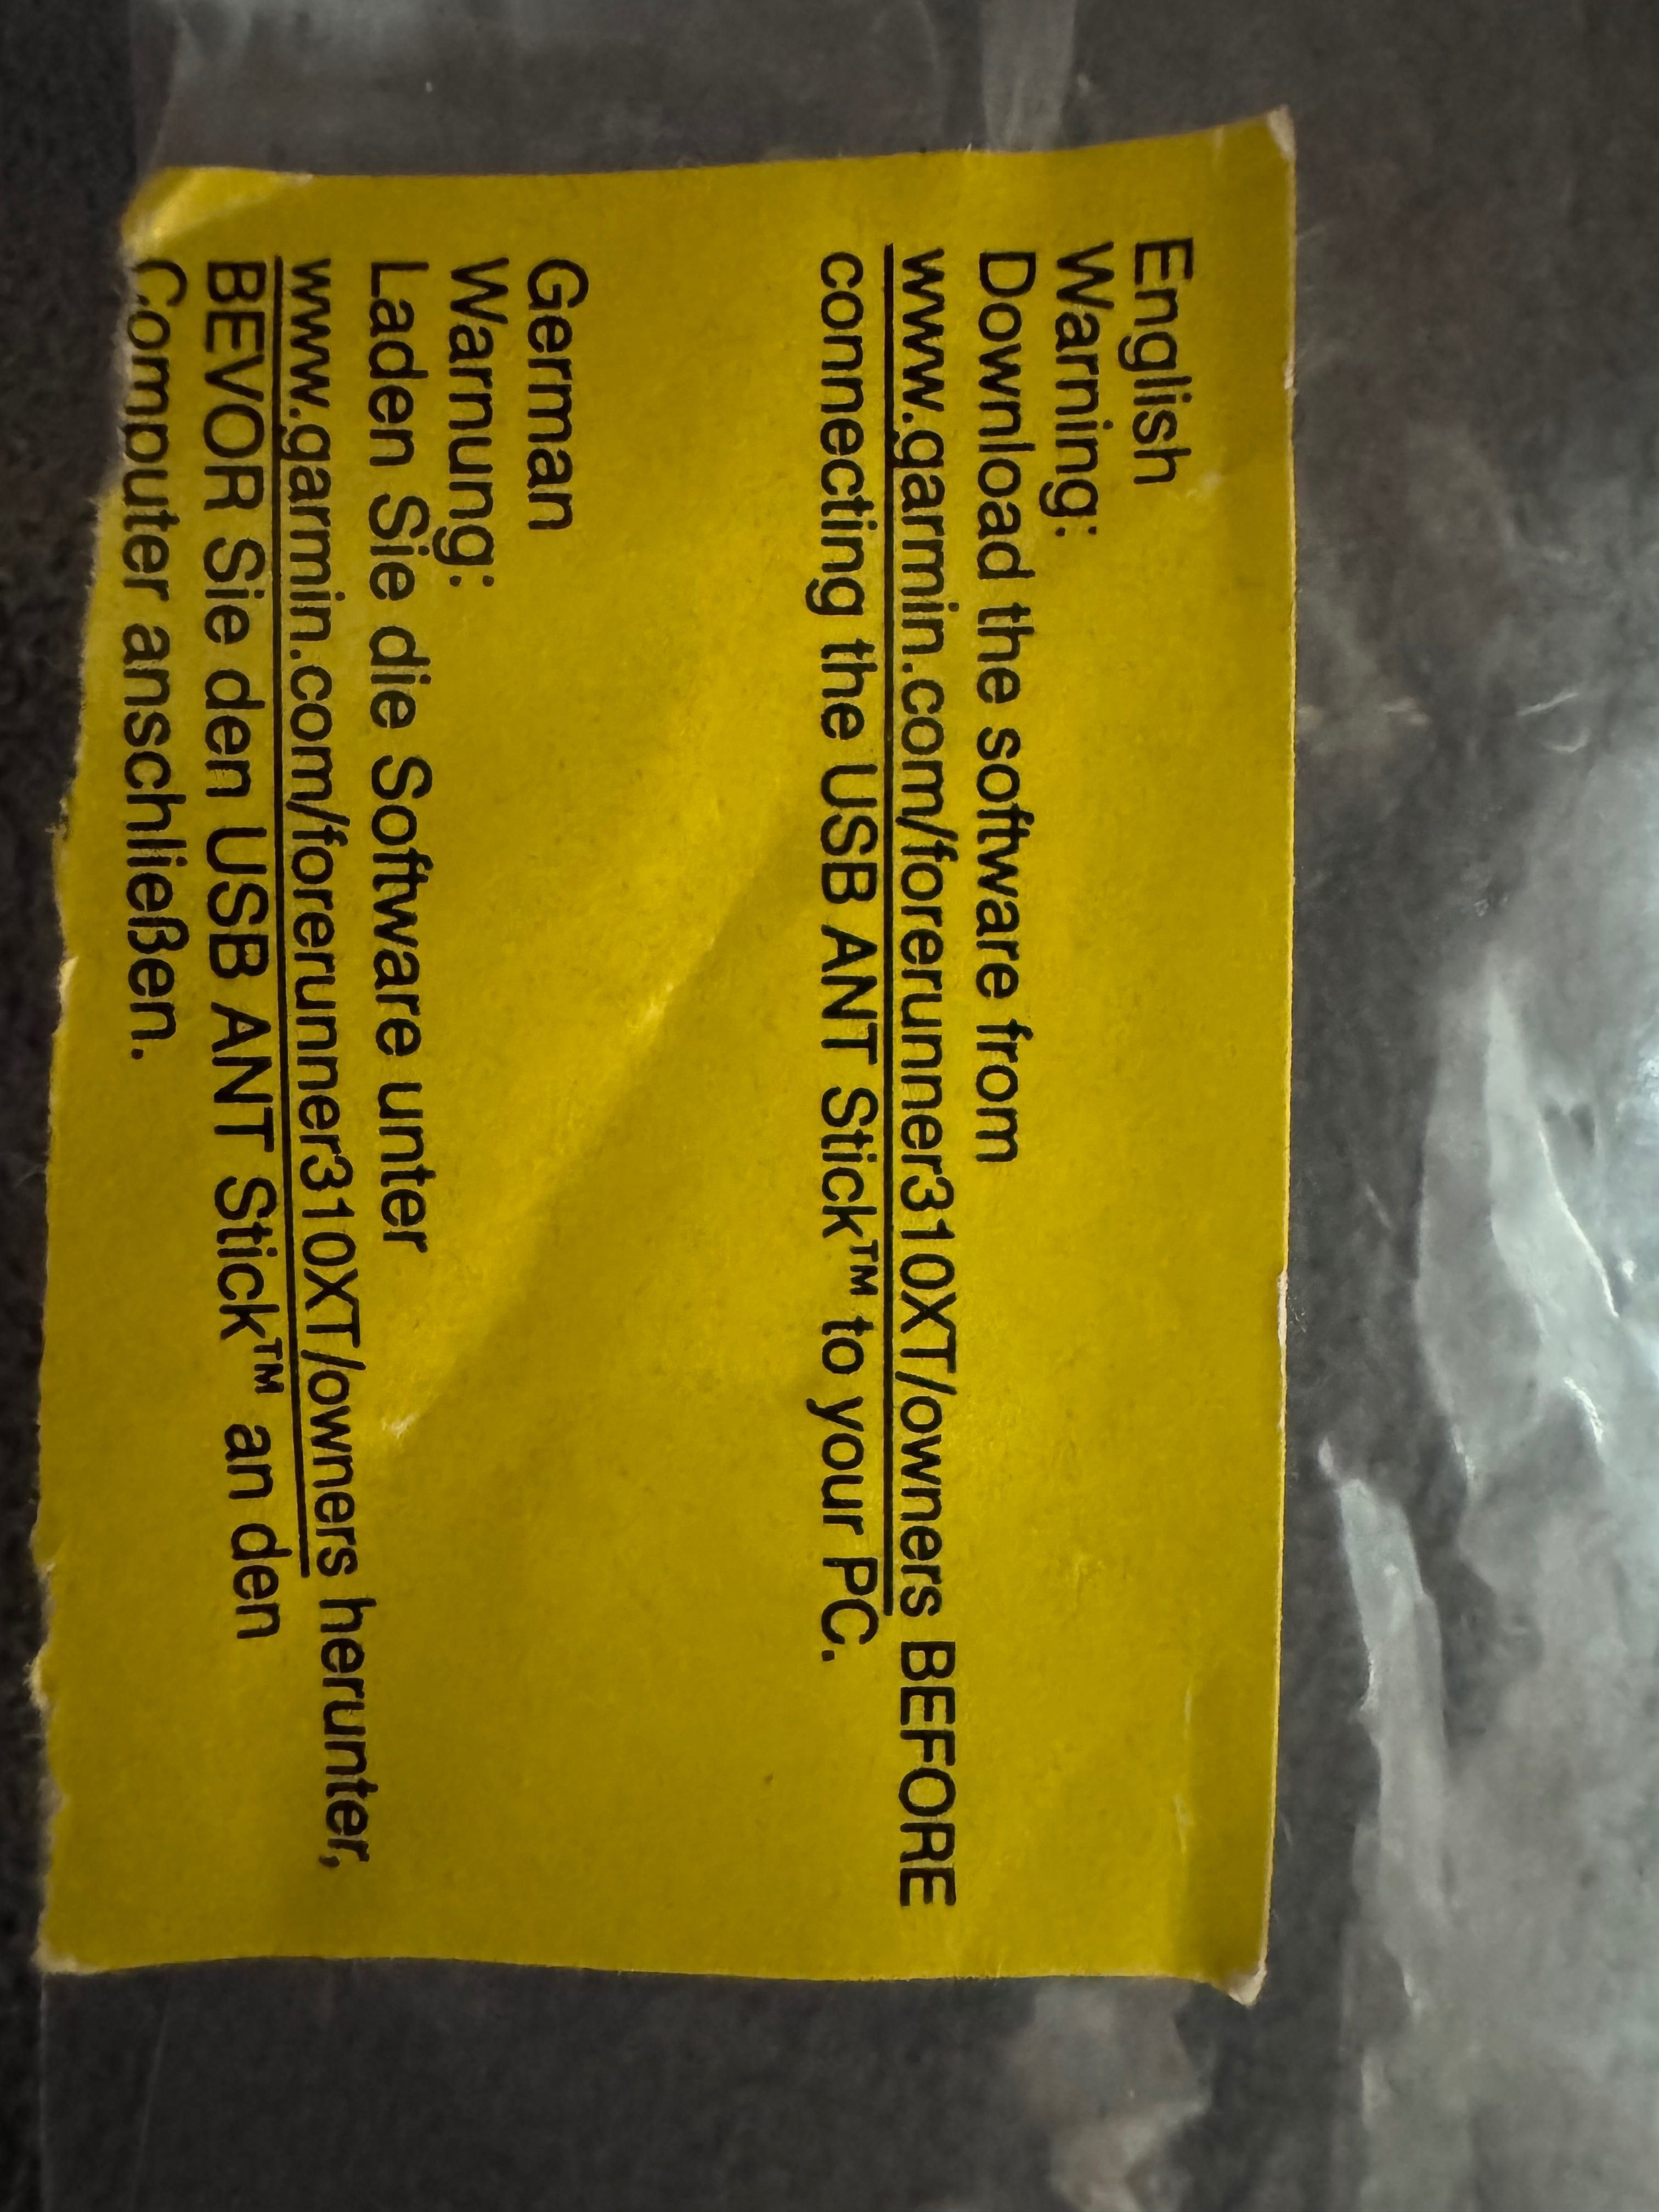 English
Warning:
Download the software from
www.garmin.com/forerunner310XT/owners BEFORE
connecting the USB ANT Stick™ to your PC.
German
Warnung:
Laden Sie die Software unter
www.garmin.com/forerunner310XT/owners herunter,
BEVOR Sie den USB ANT Stick™ an den
Computer anschließen.